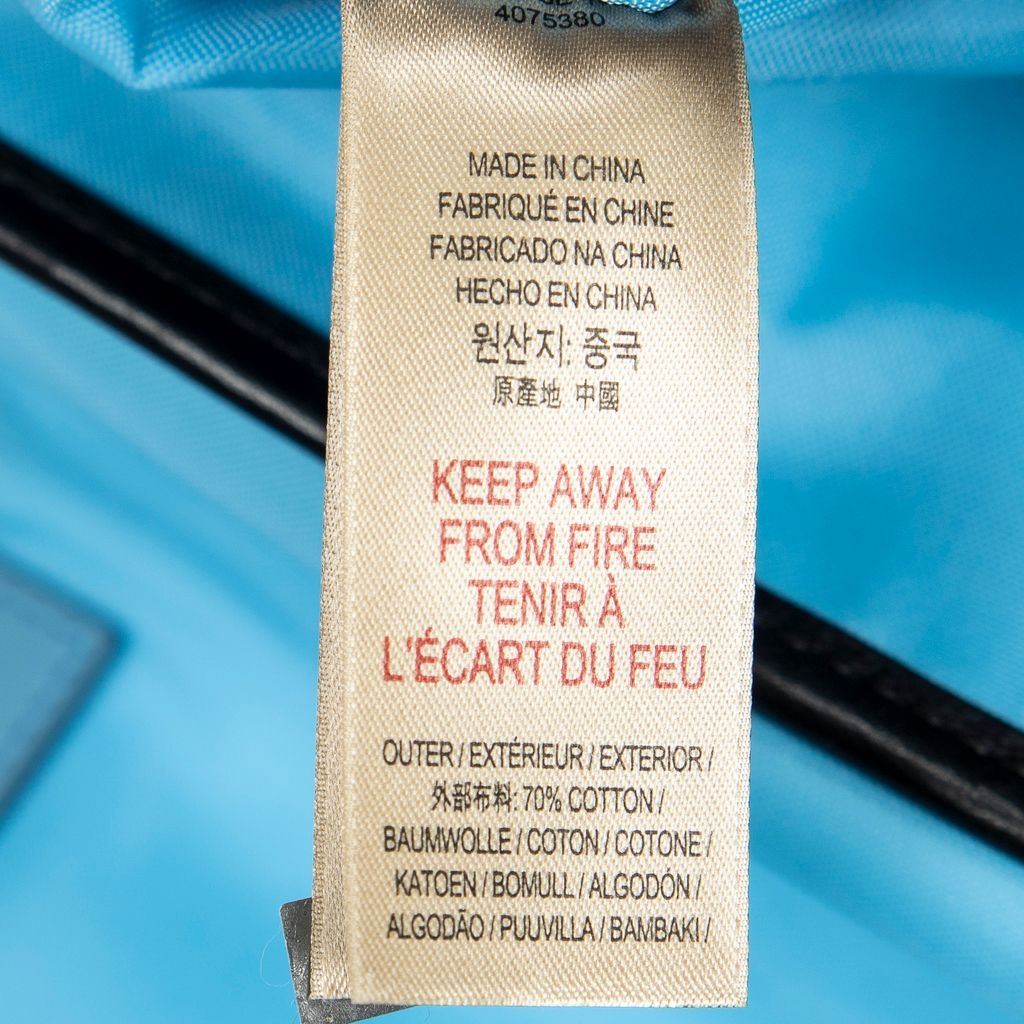 4075380
MADE IN CHINA
FABRIQUÉ EN CHINE
FABRICADO NA CHINA
HECHO EN CHINA
원산지: 중국
原產地 中國
KEEP AWAY
FROM FIRE
TENIR À
L'ÉCART DU FEU
OUTER / EXTÉRIEUR / EXTERIOR /
外部布料: 70% COTTON /
BAUMWOLLE / COTON / COTONE /
KATOEN / BOMULL / ALGODÓN /
ALGODÃO / PUUVILLA / BAMBAKI /